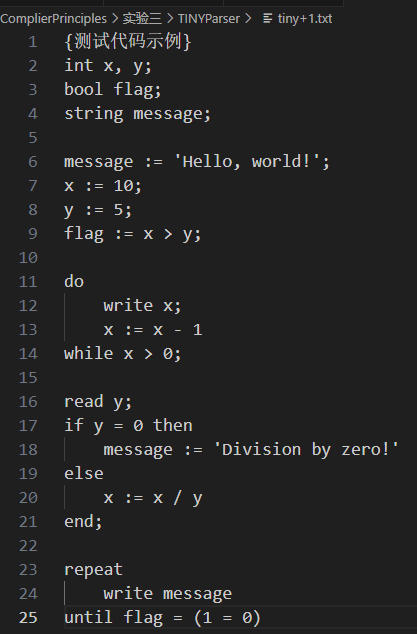 ComplierPrinciples > 实验三 > TINYParser > tiny+1.txt
1 {测试代码示例}
2 int x, y;
3 bool flag;
4 string message;
5
6 message := 'Hello, world!';
7 x := 10;
8 y := 5;
9 flag := x > y;
10
11 do
12     write x;
13     x := x - 1
14 while x > 0;
15
16 read y;
17 if y = 0 then
18     message := 'Division by zero!'
19 else
20     x := x / y
21 end;
22
23 repeat
24     write message
25 until flag = (1 = 0)